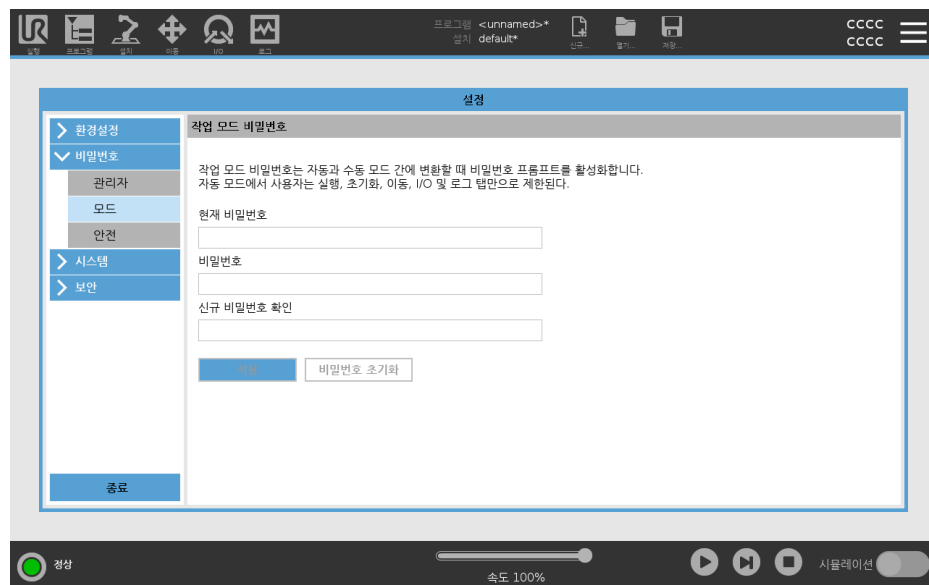 UR
프로그램 <unnamed>*
설치 default*
실행 프로그램 설치 이동 I/O 로그
신규... 열기... 저장...
cccc
cccc
설정
환경설정
비밀번호
관리자
모드
안전
시스템
보안
종료
작업 모드 비밀번호
작업 모드 비밀번호는 자동과 수동 모드 간에 변환할 때 비밀번호 프롬프트를 활성화합니다.
자동 모드에서 사용자는 실행, 초기화, 이동, I/O 및 로그 탭만으로 제한된다.
현재 비밀번호
비밀번호
신규 비밀번호 확인
비밀번호 초기화
정상
속도 100%
시뮬레이션